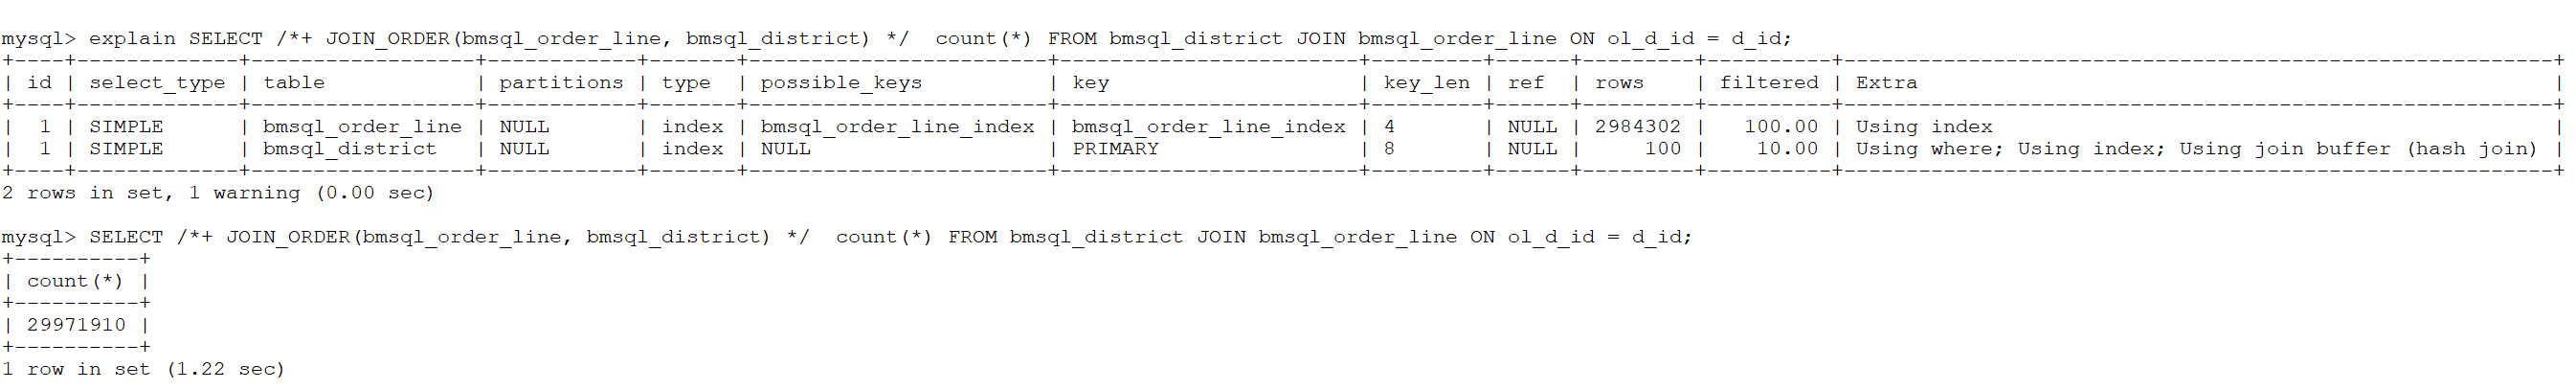 mysql> explain SELECT /*+ JOIN_ORDER(bmsql_order_line, bmsql_district) */  count(*) FROM bmsql_district JOIN bmsql_order_line ON ol_d_id = d_id;
+----+-------------+------------------+------------+-------+------------------------+------------------------+---------+------+---------+----------+----------------------------------------------------------+
| id | select_type | table            | partitions | type  | possible_keys          | key                    | key_len | ref  | rows    | filtered | Extra                                                    |
+----+-------------+------------------+------------+-------+------------------------+------------------------+---------+------+---------+----------+----------------------------------------------------------+
|  1 | SIMPLE      | bmsql_order_line | NULL       | index | bmsql_order_line_index | bmsql_order_line_index | 4       | NULL | 2984302 |   100.00 | Using index                                              |
|  1 | SIMPLE      | bmsql_district   | NULL       | index | NULL                   | PRIMARY                | 8       | NULL |     100 |    10.00 | Using where; Using index; Using join buffer (hash join) |
+----+-------------+------------------+------------+-------+------------------------+------------------------+---------+------+---------+----------+----------------------------------------------------------+
2 rows in set, 1 warning (0.00 sec)
mysql> SELECT /*+ JOIN_ORDER(bmsql_order_line, bmsql_district) */  count(*) FROM bmsql_district JOIN bmsql_order_line ON ol_d_id = d_id;
+----------+
| count(*) |
+----------+
| 29971910 |
+----------+
1 row in set (1.22 sec)